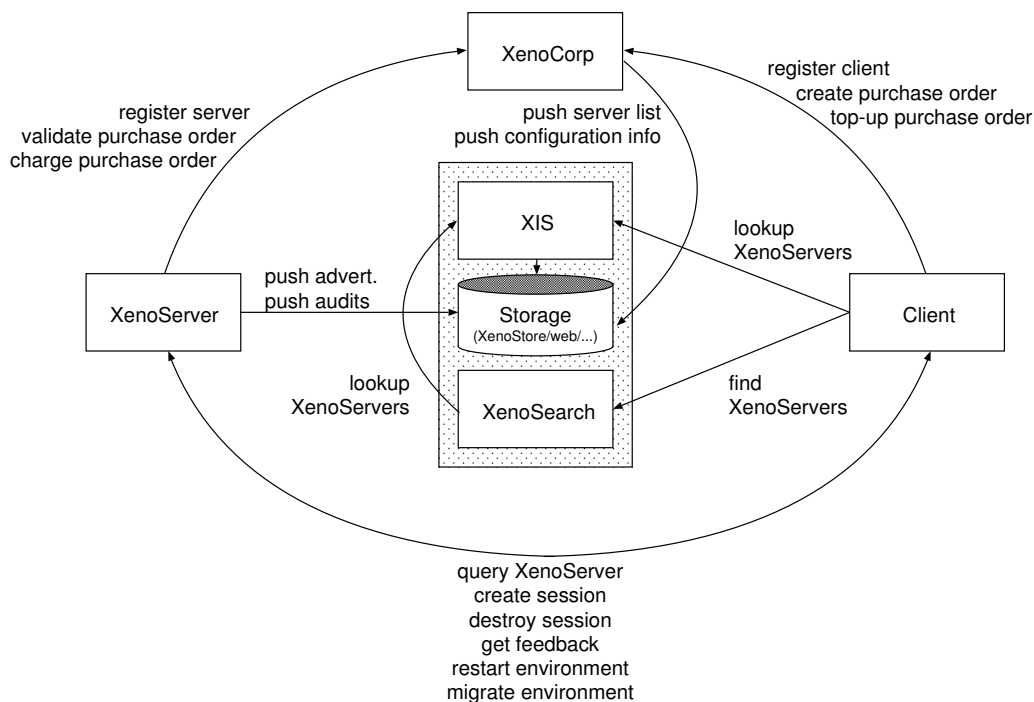 XenoCorp
register client
create purchase order
top-up purchase order
register server
validate purchase order
charge purchase order
push server list
push configuration info
XIS
lookup
XenoServers
push advert.
push audits
XenoServer
Storage
(XenoStore/web/...)
Client
lookup
XenoServers
XenoSearch
find
XenoServers
query XenoServer
create session
destroy session
get feedback
restart environment
migrate environment